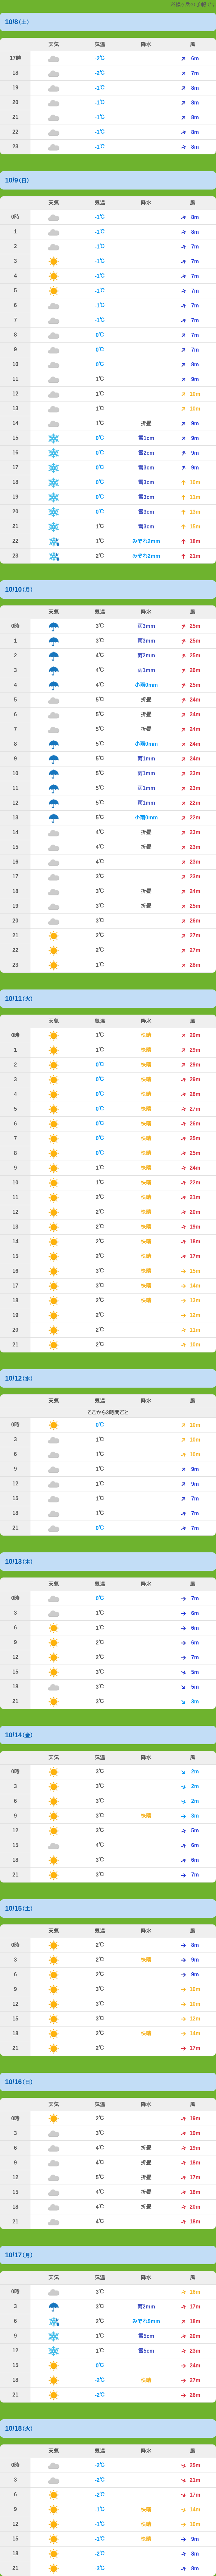 10/8(土)
天気 気温 降水 風
17時 -2℃ 6m
18 -2℃ 7m
19 -1℃ 8m
20 -1℃ 8m
21 -1℃ 8m
22 -1℃ 8m
23 -1℃ 8m
10/9(日)
天気 気温 降水 風
0時 -1℃ 8m
1 -1℃ 8m
2 -1℃ 7m
3 -1℃ 7m
4 -1℃ 7m
5 -1℃ 7m
6 -1℃ 7m
7 -1℃ 7m
8 0℃ 7m
9 0℃ 7m
10 0℃ 8m
11 1℃ 9m
12 1℃ 10m
13 1℃ 10m
14 1℃ 折畳 9m
15 0℃ 雪1cm 9m
16 0℃ 雪2cm 9m
17 0℃ 雪3cm 9m
18 0℃ 雪3cm 10m
19 0℃ 雪3cm 11m
20 0℃ 雪3cm 13m
21 1℃ 雪3cm 15m
22 1℃ みぞれ2mm 18m
23 2℃ みぞれ2mm 21m
10/10(月)
天気 気温 降水 風
0時 3℃ 雨3mm 25m
1 3℃ 雨3mm 25m
2 4℃ 雨2mm 25m
3 4℃ 雨1mm 26m
4 4℃ 小雨0mm 25m
5 5℃ 折畳 24m
6 5℃ 折畳 24m
7 5℃ 折畳 24m
8 5℃ 小雨0mm 24m
9 5℃ 雨1mm 24m
10 5℃ 雨1mm 23m
11 5℃ 雨1mm 23m
12 5℃ 雨1mm 22m
13 5℃ 小雨0mm 22m
14 4℃ 折畳 23m
15 4℃ 折畳 23m
16 4℃ 23m
17 3℃ 23m
18 3℃ 折畳 24m
19 3℃ 折畳 25m
20 3℃ 26m
21 2℃ 27m
22 2℃ 27m
23 1℃ 28m
10/11(火)
天気 気温 降水 風
0時 1℃ 快晴 29m
1 1℃ 快晴 29m
2 0℃ 快晴 29m
3 0℃ 快晴 29m
4 0℃ 快晴 28m
5 0℃ 快晴 27m
6 0℃ 快晴 26m
7 0℃ 快晴 25m
8 0℃ 快晴 25m
9 1℃ 快晴 24m
10 1℃ 快晴 22m
11 2℃ 快晴 21m
12 2℃ 快晴 20m
13 2℃ 快晴 19m
14 2℃ 快晴 18m
15 2℃ 快晴 17m
16 3℃ 快晴 15m
17 3℃ 快晴 14m
18 2℃ 快晴 13m
19 2℃ 12m
20 2℃ 11m
21 2℃ 10m
10/12(水)
天気 気温 降水 風
ここから3時間ごと
0時 0℃ 10m
3 1℃ 10m
6 1℃ 10m
9 1℃ 9m
12 1℃ 9m
15 1℃ 7m
18 1℃ 7m
21 0℃ 7m
10/13(木)
天気 気温 降水 風
0時 0℃ 7m
3 1℃ 6m
6 1℃ 6m
9 2℃ 6m
12 2℃ 7m
15 3℃ 5m
18 3℃ 5m
21 3℃ 3m
10/14(金)
天気 気温 降水 風
0時 3℃ 2m
3 3℃ 2m
6 3℃ 2m
9 3℃ 快晴 3m
12 3℃ 5m
15 4℃ 6m
18 3℃ 6m
21 3℃ 7m
10/15(土)
天気 気温 降水 風
0時 2℃ 8m
3 2℃ 快晴 9m
6 2℃ 9m
9 3℃ 10m
12 3℃ 10m
15 3℃ 12m
18 2℃ 快晴 14m
21 2℃ 17m
10/16(日)
天気 気温 降水 風
0時 2℃ 19m
3 3℃ 19m
6 4℃ 折畳 19m
9 4℃ 折畳 18m
12 5℃ 折畳 17m
15 4℃ 折畳 18m
18 4℃ 折畳 20m
21 4℃ 18m
10/17(月)
天気 気温 降水 風
0時 3℃ 16m
3 3℃ 雨2mm 17m
6 2℃ みぞれ5mm 18m
9 1℃ 雪5cm 20m
12 1℃ 雪5cm 23m
15 0℃ 24m
18 -2℃ 快晴 27m
21 -2℃ 26m
10/18(火)
天気 気温 降水 風
0時 -2℃ 25m
3 -2℃ 21m
6 -2℃ 17m
9 -1℃ 快晴 14m
12 -1℃ 快晴 10m
15 -1℃ 快晴 9m
18 -2℃ 8m
21 -3℃ 8m